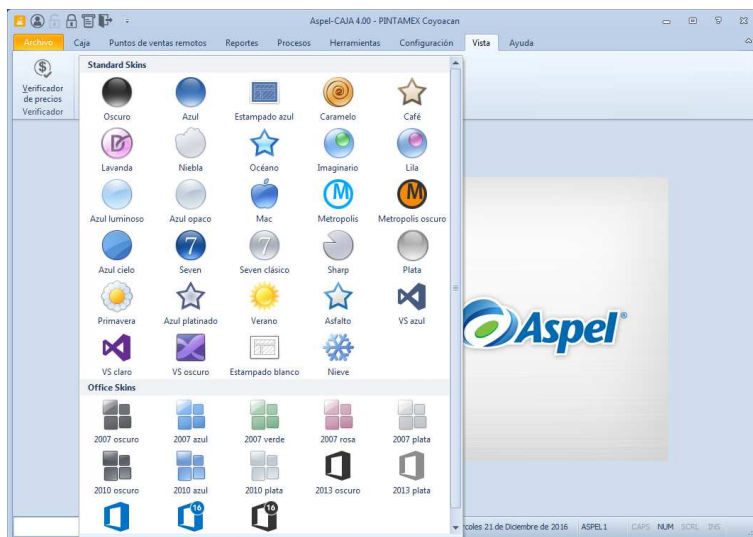 Aspel-CAJA 4.00 - PINTAMEX Coyoacan
Archivo Caja Puntos de ventas remotos Reportes Procesos Herramientas Configuración Vista Ayuda
Verificador
de precios
Verificador
Standard Skins
Oscuro Azul Estampado azul Caramelo Café
Lavanda Niebla Océano Imaginario Lila
M M
Azul luminoso Azul opaco Mac Metropolis Metropolis oscuro
7 7
Azul cielo Seven Seven clásico Sharp Plata
Primavera Azul platinado Verano Asfalto VS azul
VS claro VS oscuro Estampado blanco Nieve
Office Skins
2007 oscuro 2007 azul 2007 verde 2007 rosa 2007 plata
2010 oscuro 2010 azul 2010 plata 2013 oscuro 2013 plata
16 16
Aspel®
21 de Diciembre de 2016 ASPEL1 CAPS NUM SCRL INS